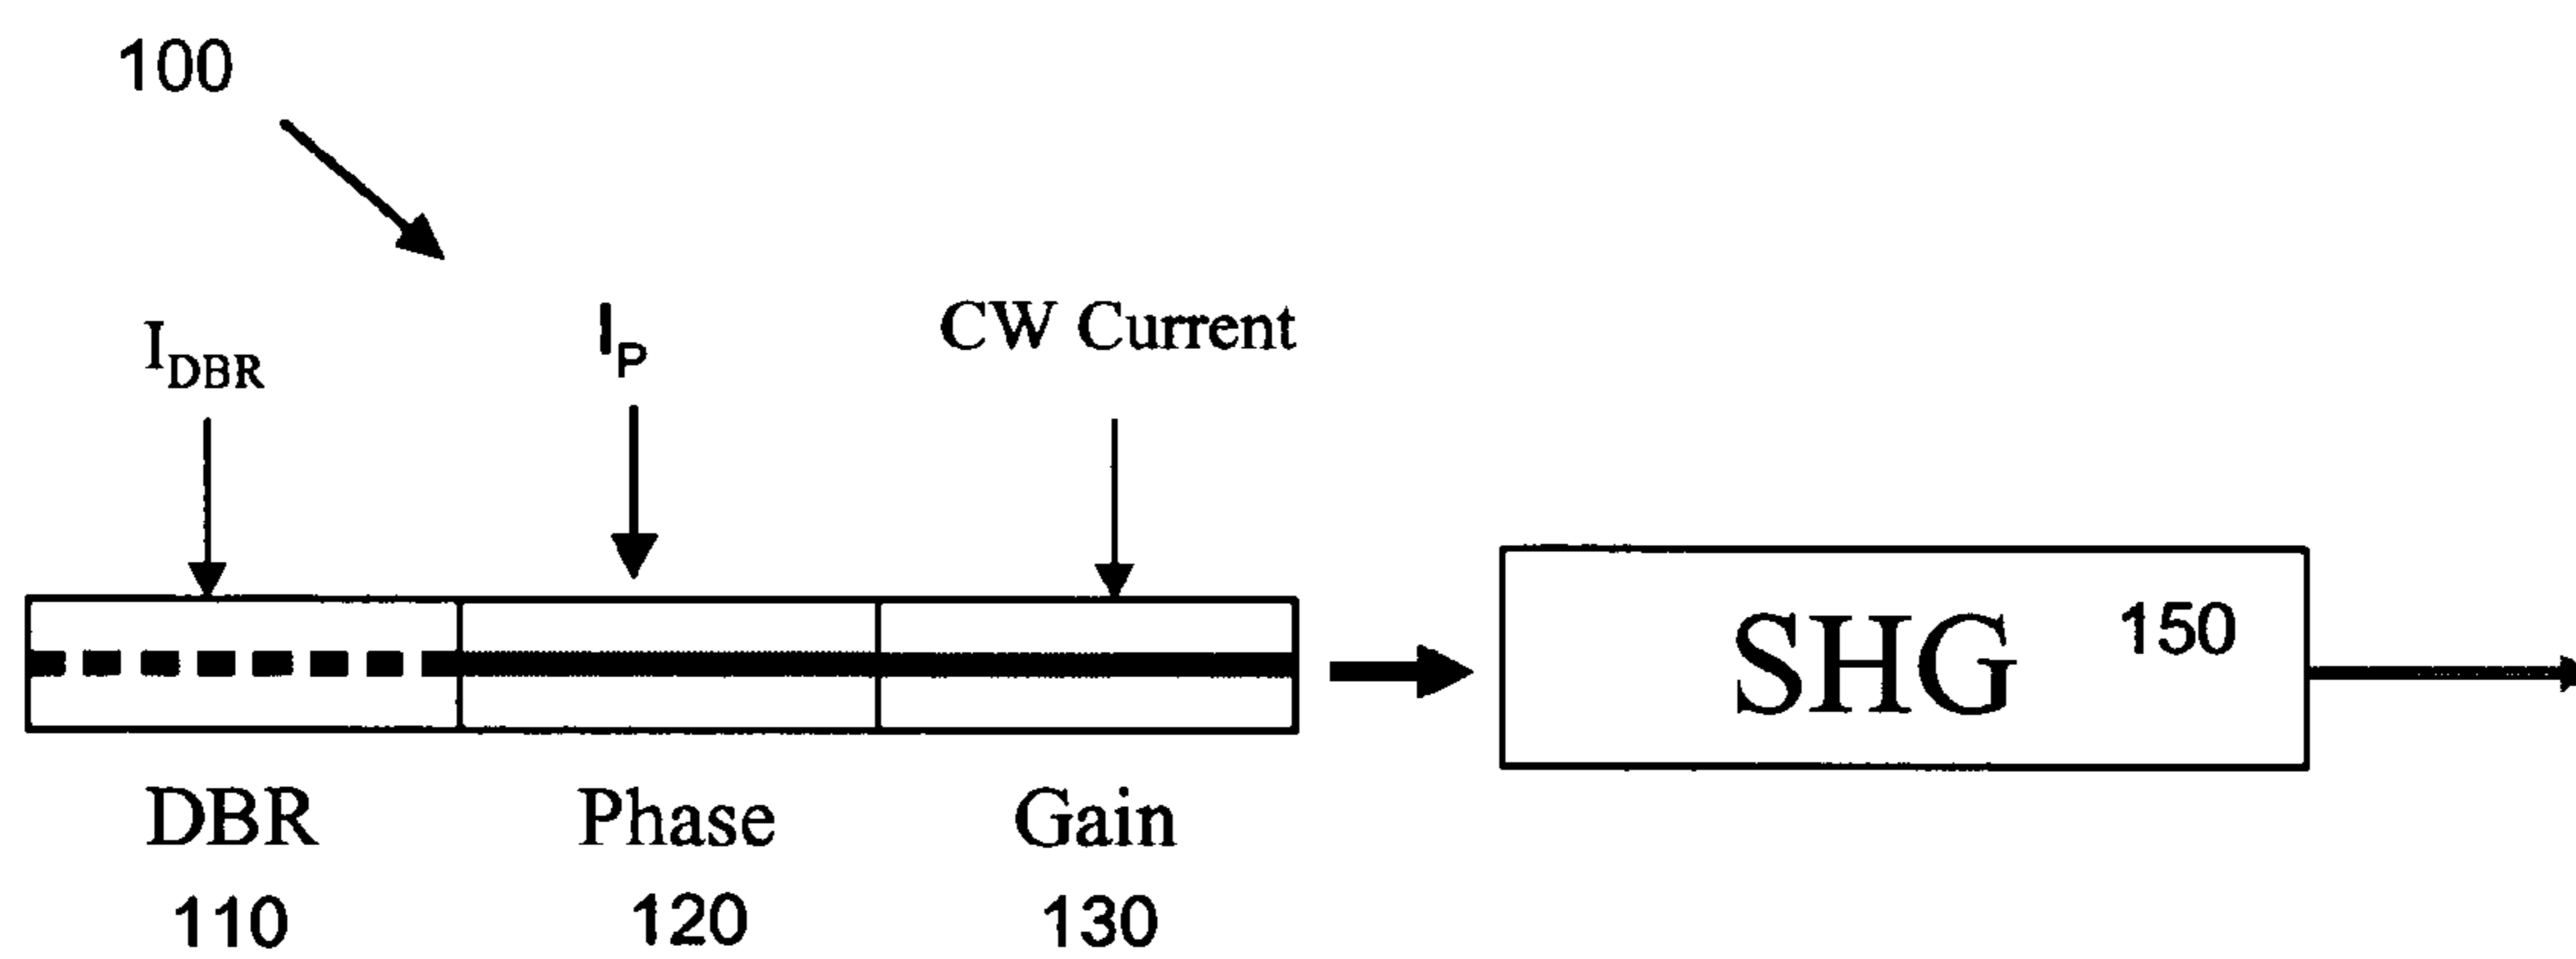 100
I_DBR
I_P
CW Current
SHG 150
DBR
Phase
Gain
110
120
130